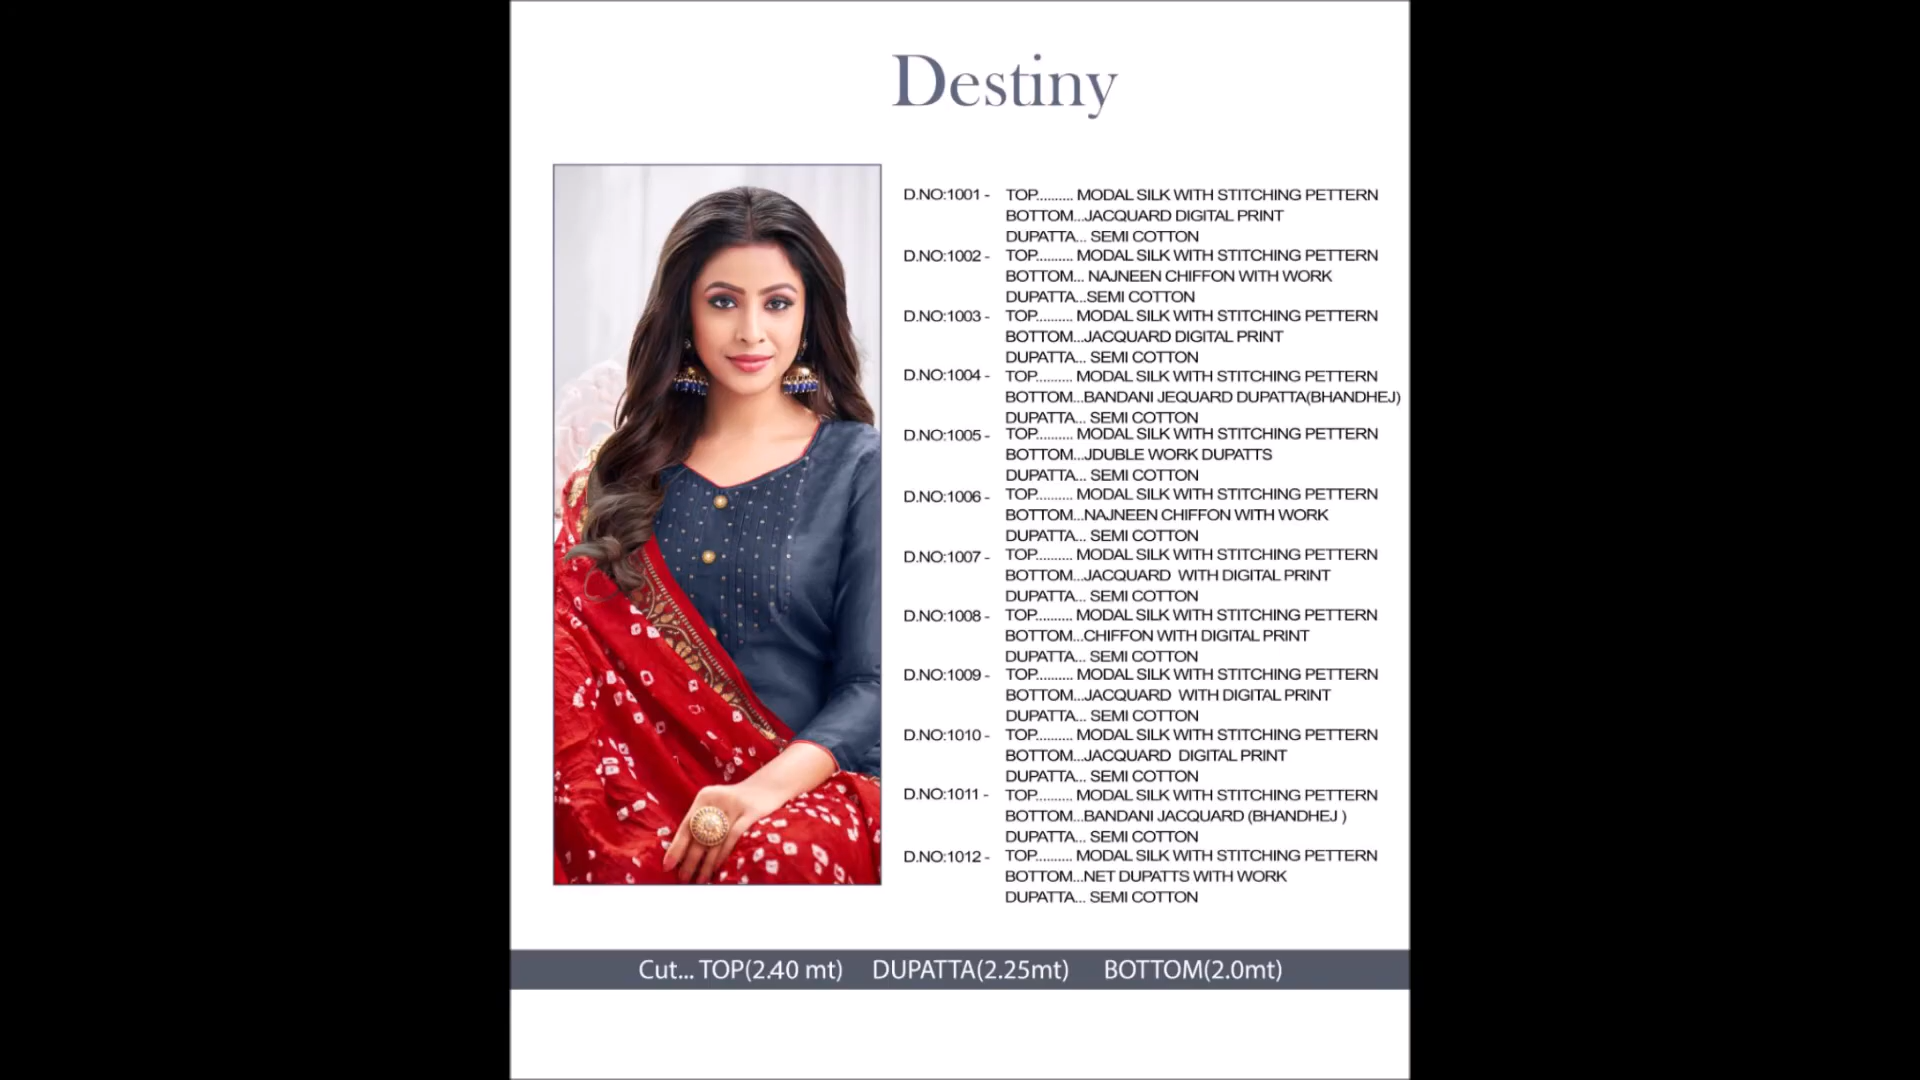 Destiny
D.NO:1001 - TOP.......... MODAL SILK WITH STITCHING PETTERN
BOTTOM...JACQUARD DIGITAL PRINT
DUPATTA... SEMI COTTON
D.NO:1002 - TOP.......... MODAL SILK WITH STITCHING PETTERN
BOTTOM... NAJNEEN CHIFFON WITH WORK
DUPATTA...SEMI COTTON
D.NO:1003 - TOP.......... MODAL SILK WITH STITCHING PETTERN
BOTTOM...JACQUARD DIGITAL PRINT
DUPATTA... SEMI COTTON
D.NO:1004 - TOP.......... MODAL SILK WITH STITCHING PETTERN
BOTTOM...BANDANI JEQUARD DUPATTA(BHANDHEJ)
DUPATTA... SEMI COTTON
D.NO:1005 - TOP.......... MODAL SILK WITH STITCHING PETTERN
BOTTOM...JDUBLE WORK DUPATTS
DUPATTA... SEMI COTTON
D.NO:1006 - TOP.......... MODAL SILK WITH STITCHING PETTERN
BOTTOM...NAJNEEN CHIFFON WITH WORK
DUPATTA... SEMI COTTON
D.NO:1007 - TOP.......... MODAL SILK WITH STITCHING PETTERN
BOTTOM...JACQUARD  WITH DIGITAL PRINT
DUPATTA... SEMI COTTON
D.NO:1008 - TOP.......... MODAL SILK WITH STITCHING PETTERN
BOTTOM...CHIFFON WITH DIGITAL PRINT
DUPATTA... SEMI COTTON
D.NO:1009 - TOP.......... MODAL SILK WITH STITCHING PETTERN
BOTTOM...JACQUARD  WITH DIGITAL PRINT
DUPATTA... SEMI COTTON
D.NO:1010 - TOP.......... MODAL SILK WITH STITCHING PETTERN
BOTTOM...JACQUARD  DIGITAL PRINT
DUPATTA... SEMI COTTON
D.NO:1011 - TOP.......... MODAL SILK WITH STITCHING PETTERN
BOTTOM...BANDANI JACQUARD (BHANDHEJ )
DUPATTA... SEMI COTTON
D.NO:1012 - TOP.......... MODAL SILK WITH STITCHING PETTERN
BOTTOM...NET DUPATTS WITH WORK
DUPATTA... SEMI COTTON
Cut... TOP(2.40 mt) DUPATTA(2.25mt) BOTTOM(2.0mt)